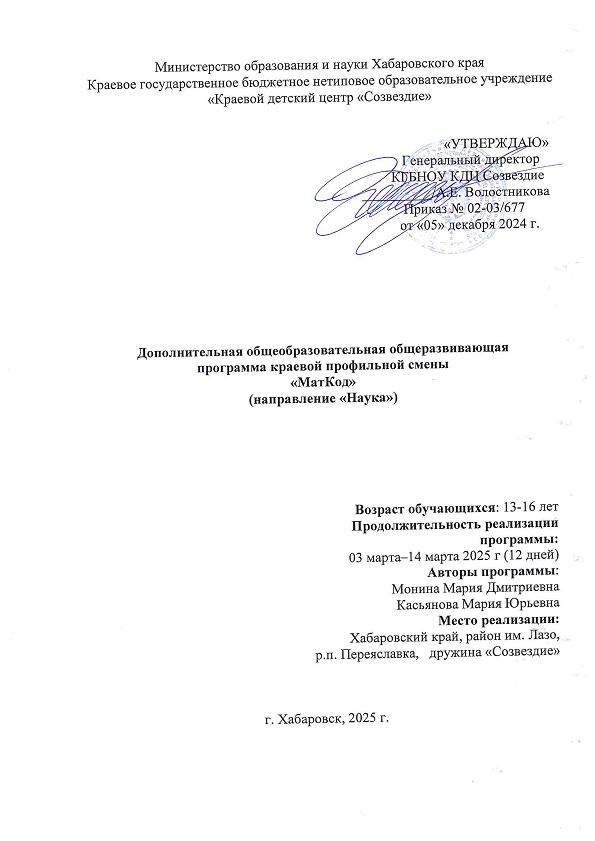 Министерство образования и науки Хабаровского края
Краевое государственное бюджетное нетиповое образовательное учреждение
«Краевой детский центр «Созвездие»
«УТВЕРЖДАЮ»
Генеральный директор
КГБНОУ КДЦ Созвездие
А.Е. Волостникова
Приказ № 02-03/677
от «05» декабря 2024 г.
Дополнительная общеобразовательная общеразвивающая
программа краевой профильной смены
«МатКод»
(направление «Наука»)
Возраст обучающихся: 13-16 лет
Продолжительность реализации
программы:
03 марта–14 марта 2025 г (12 дней)
Авторы программы:
Монина Мария Дмитриевна
Касьянова Мария Юрьевна
Место реализации:
Хабаровский край, район им. Лазо,
р.п. Переяславка, дружина «Созвездие»
г. Хабаровск, 2025 г.